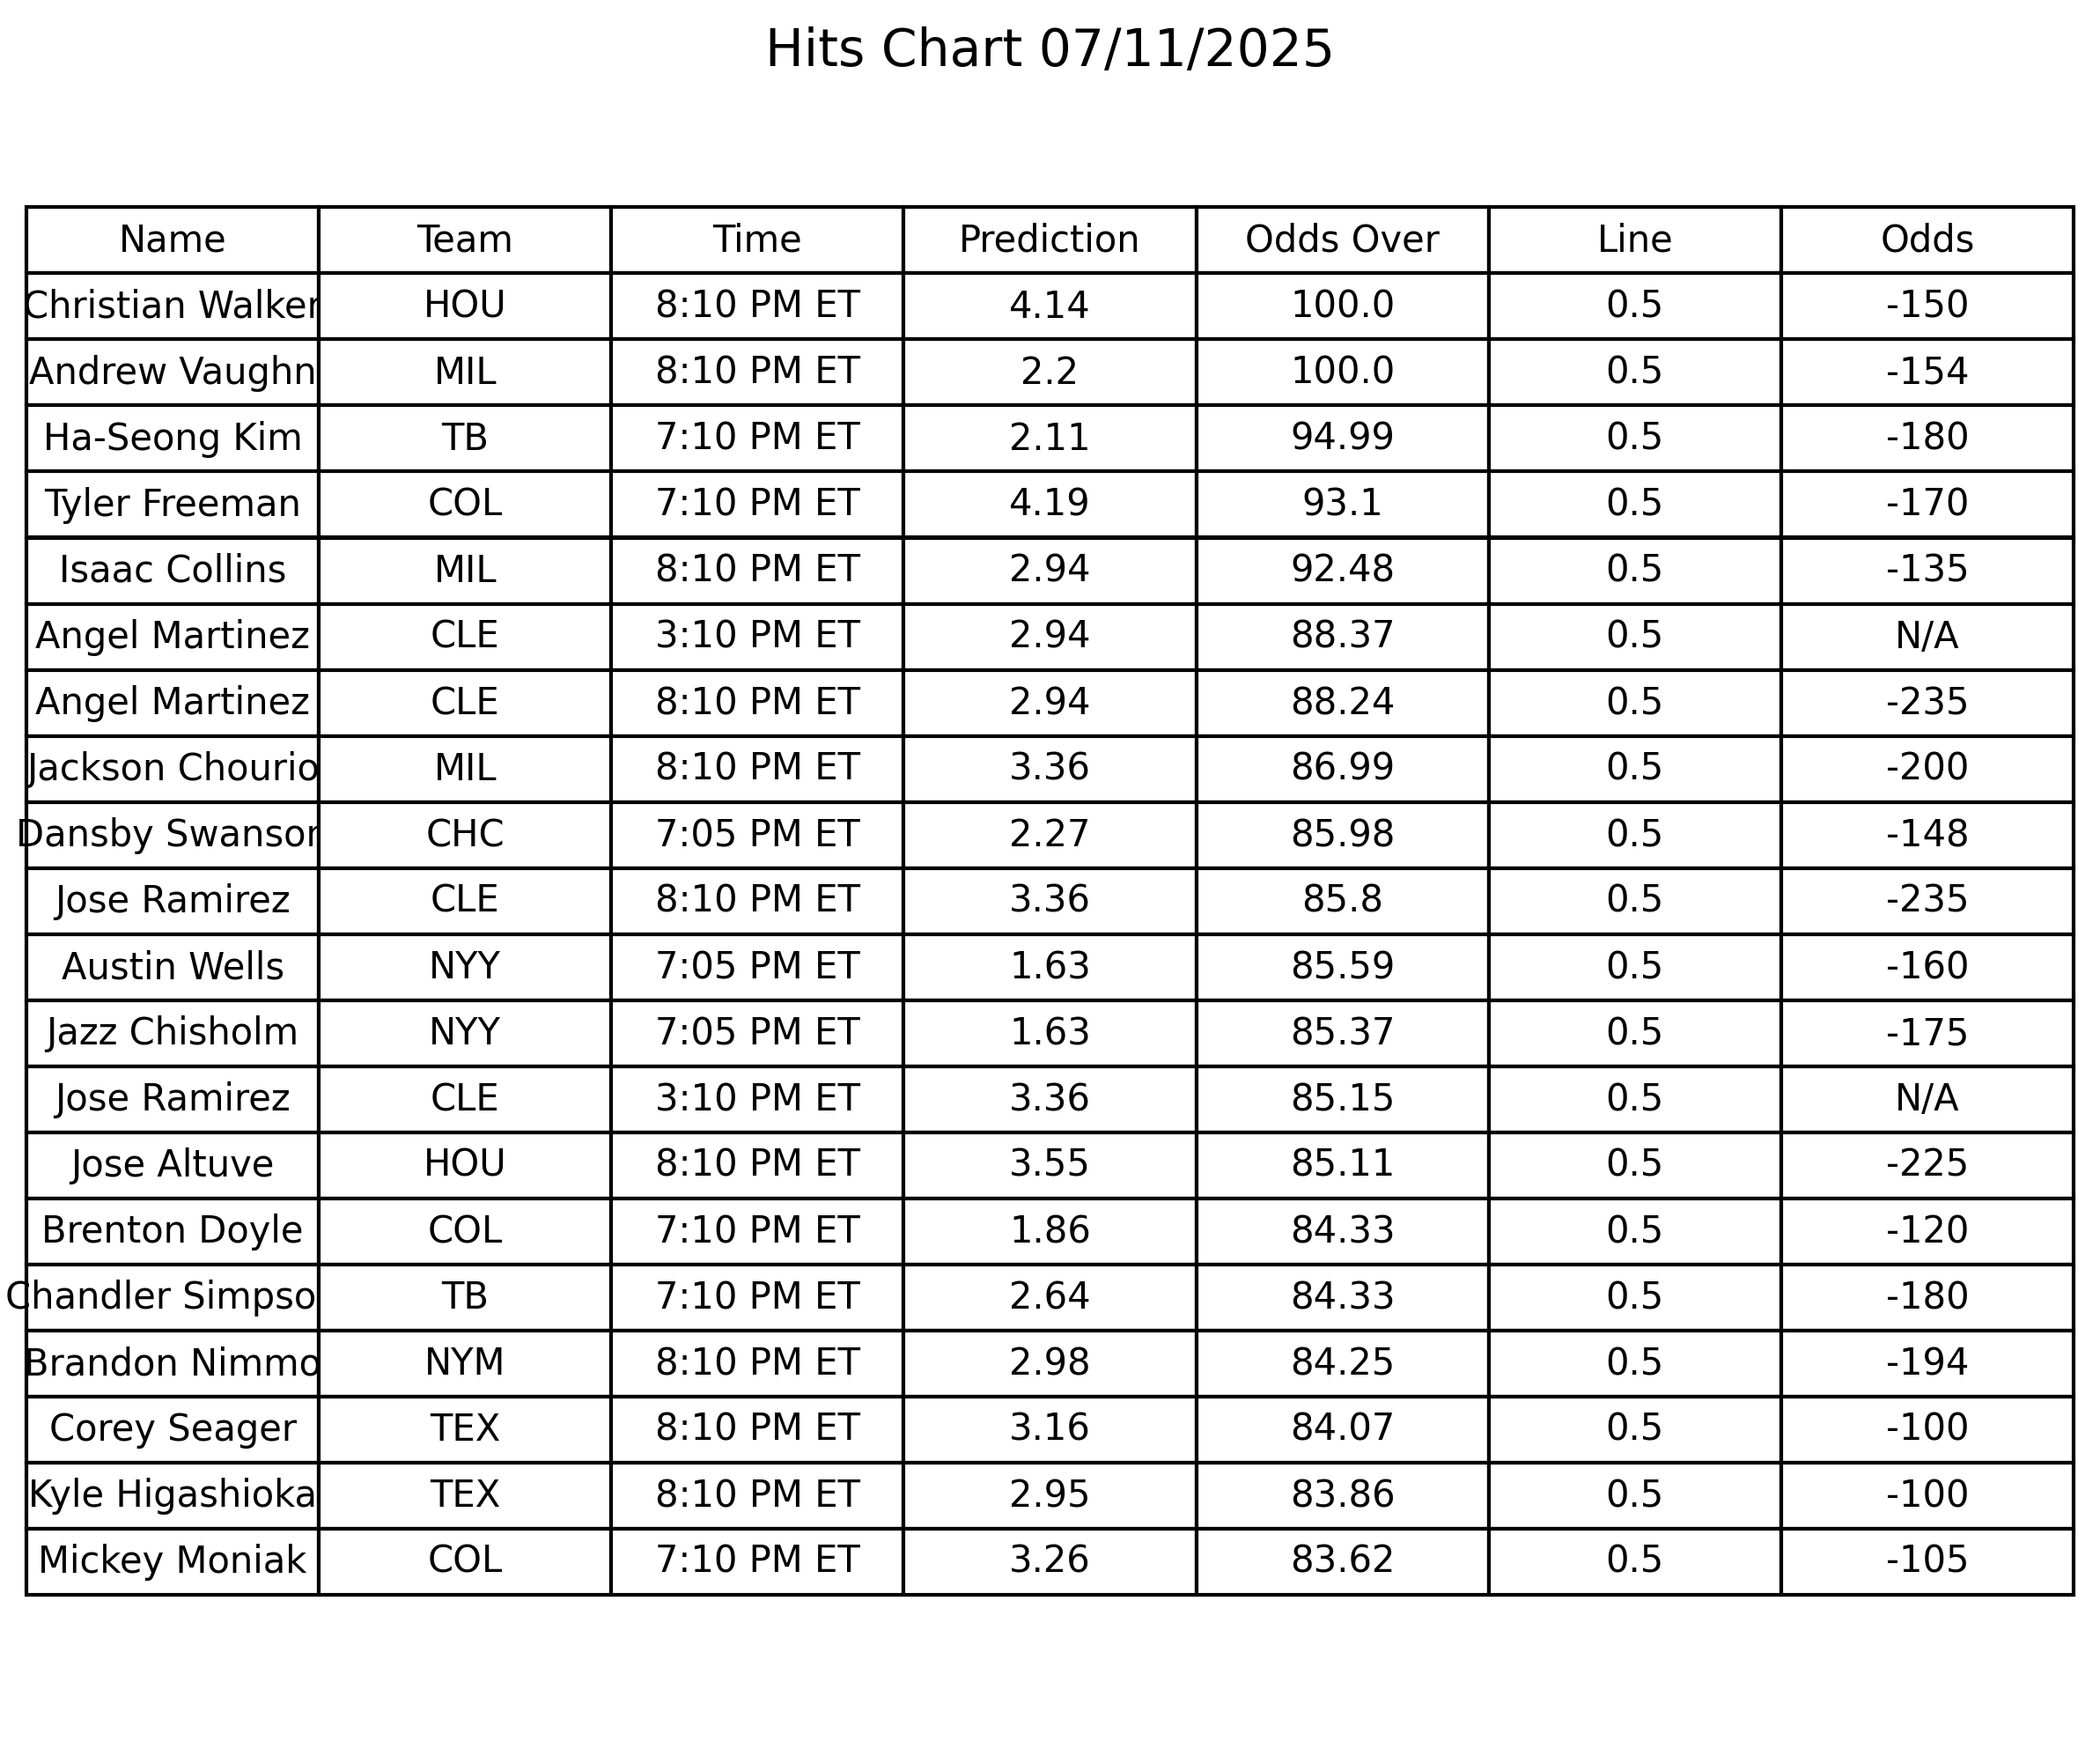 Hits Chart 07/11/2025
Name Team Time Prediction Odds Over Line Odds
Christian Walker HOU 8:10 PM ET 4.14 100.0 0.5 -150
Andrew Vaughn MIL 8:10 PM ET 2.2 100.0 0.5 -154
Ha-Seong Kim TB 7:10 PM ET 2.11 94.99 0.5 -180
Tyler Freeman COL 7:10 PM ET 4.19 93.1 0.5 -170
Isaac Collins MIL 8:10 PM ET 2.94 92.48 0.5 -135
Angel Martinez CLE 3:10 PM ET 2.94 88.37 0.5 N/A
Angel Martinez CLE 8:10 PM ET 2.94 88.24 0.5 -235
Jackson Chourio MIL 8:10 PM ET 3.36 86.99 0.5 -200
Dansby Swanson CHC 7:05 PM ET 2.27 85.98 0.5 -148
Jose Ramirez CLE 8:10 PM ET 3.36 85.8 0.5 -235
Austin Wells NYY 7:05 PM ET 1.63 85.59 0.5 -160
Jazz Chisholm NYY 7:05 PM ET 1.63 85.37 0.5 -175
Jose Ramirez CLE 3:10 PM ET 3.36 85.15 0.5 N/A
Jose Altuve HOU 8:10 PM ET 3.55 85.11 0.5 -225
Brenton Doyle COL 7:10 PM ET 1.86 84.33 0.5 -120
Chandler Simpso TB 7:10 PM ET 2.64 84.33 0.5 -180
Brandon Nimmo NYM 8:10 PM ET 2.98 84.25 0.5 -194
Corey Seager TEX 8:10 PM ET 3.16 84.07 0.5 -100
Kyle Higashioka TEX 8:10 PM ET 2.95 83.86 0.5 -100
Mickey Moniak COL 7:10 PM ET 3.26 83.62 0.5 -105